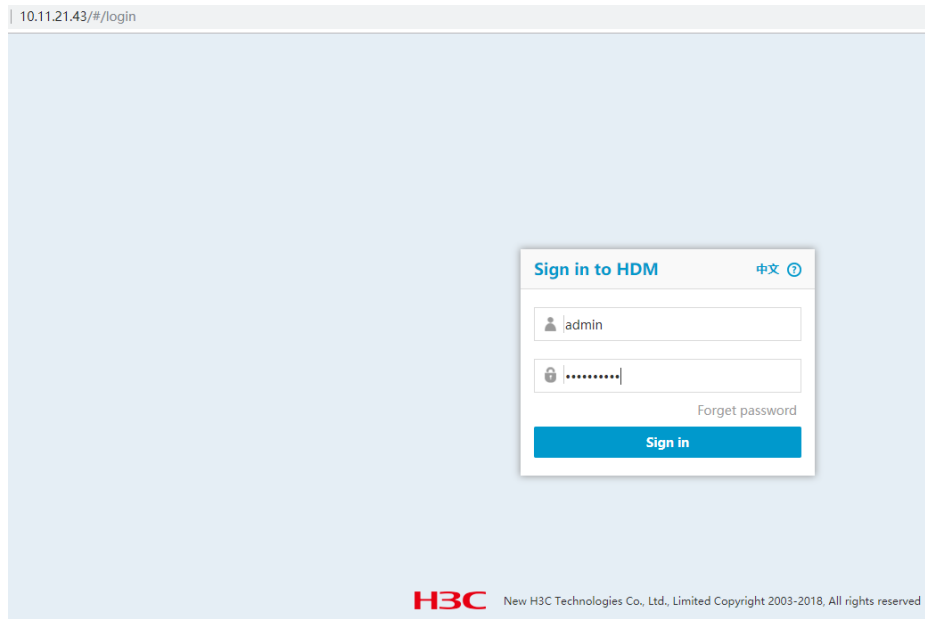 10.11.21.43/#/login
Sign in to HDM 中文 ?
admin
••••••••••
Forget password
Sign in
H3C New H3C Technologies Co., Ltd., Limited Copyright 2003-2018, All rights reserved